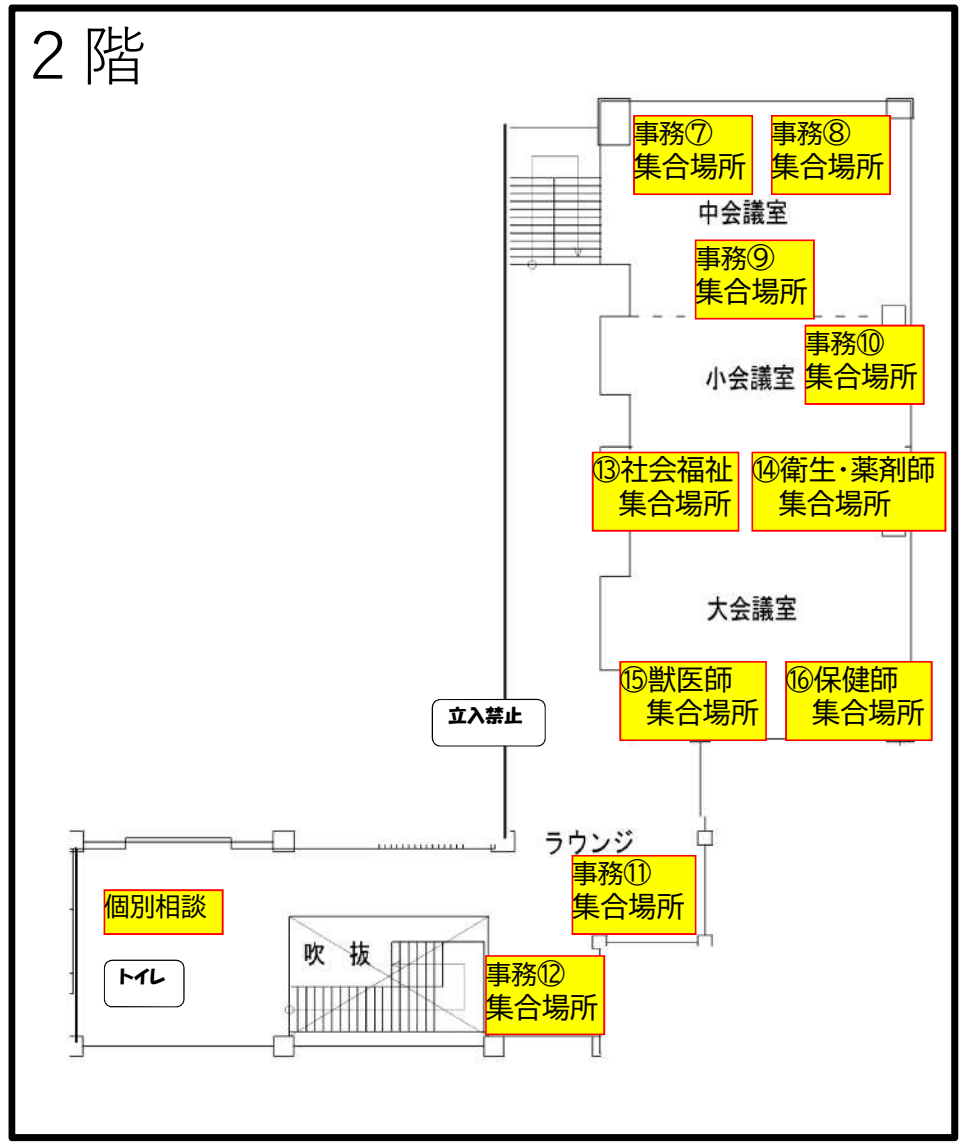 ２階
事務⑦
集合場所
事務⑧
集合場所
中会議室
事務⑨
集合場所
事務⑩
集合場所
小会議室
⑬社会福祉
集合場所
⑭衛生・薬剤師
集合場所
大会議室
⑮獣医師
集合場所
⑯保健師
集合場所
立入禁止
ラウンジ
事務⑪
集合場所
個別相談
吹 抜
トイレ
事務⑫
集合場所